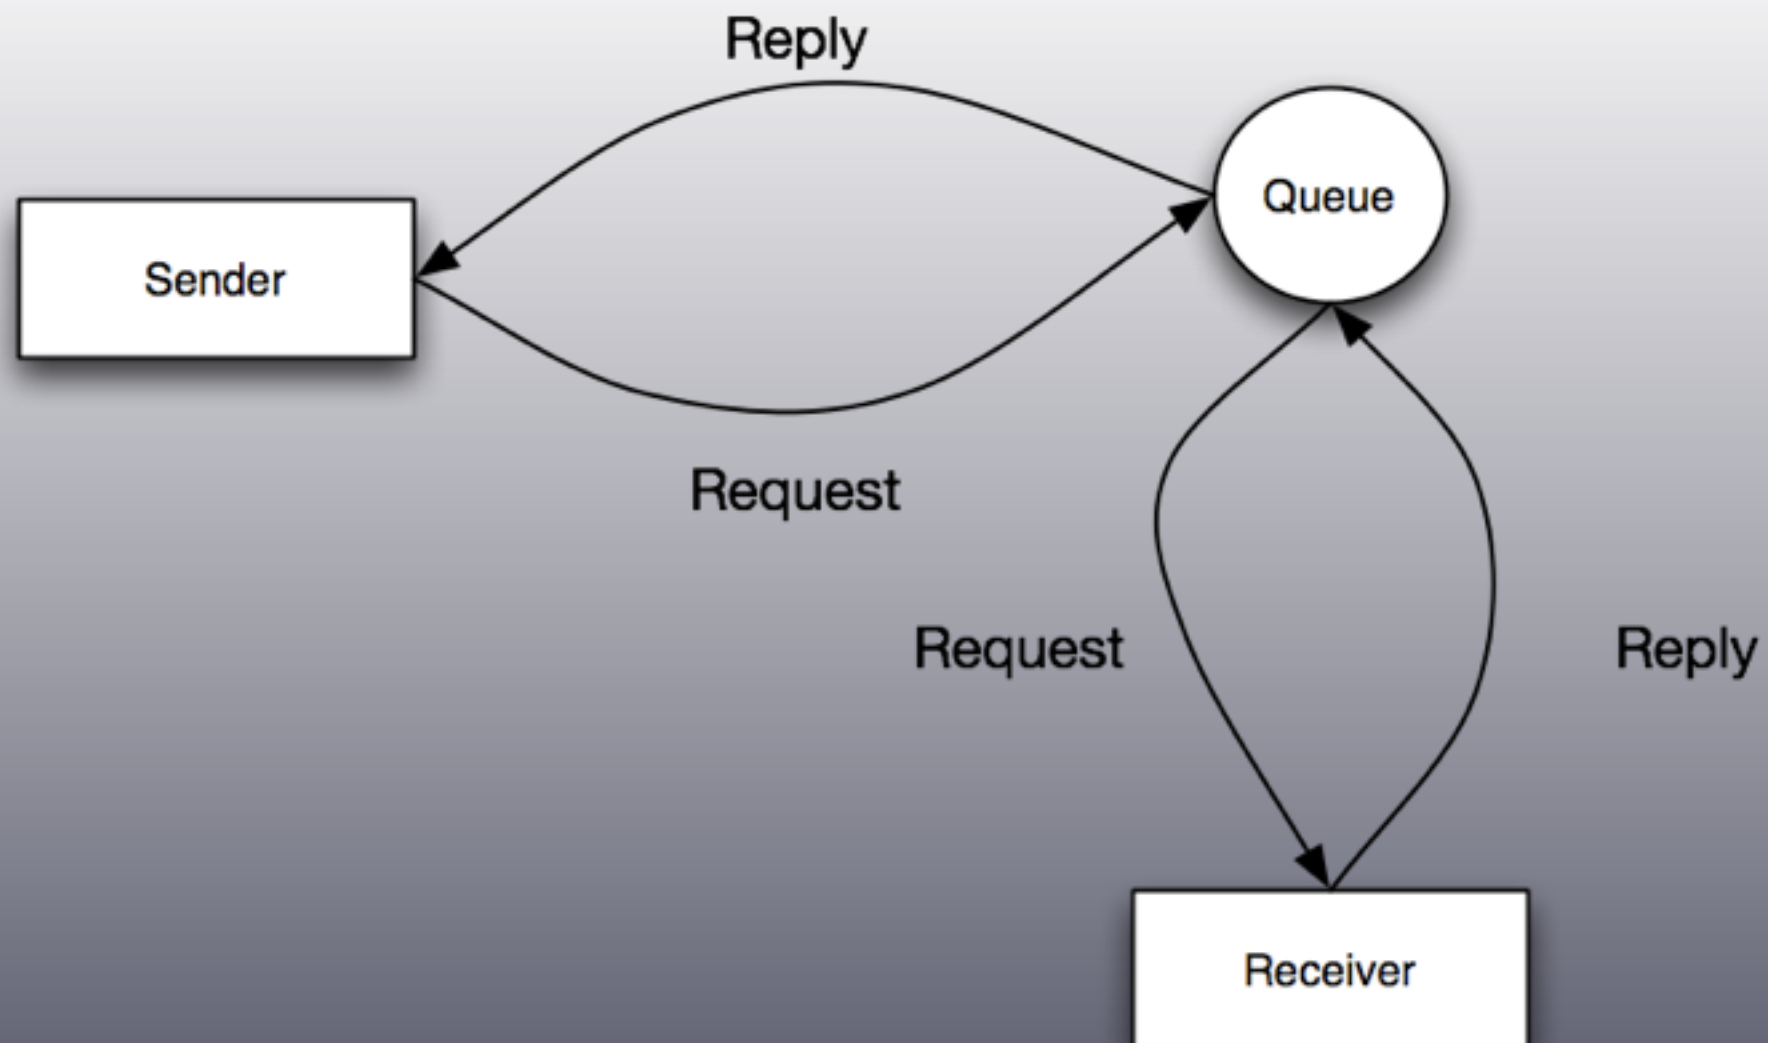 Reply
Queue
Sender
Request
Request
Reply
Receiver